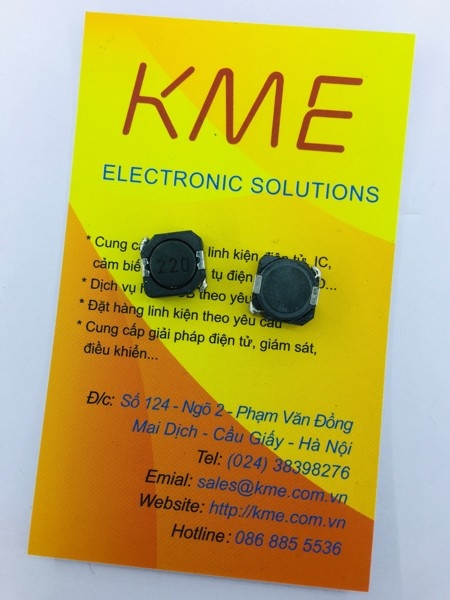 KME
ELECTRONIC SOLUTIONS
* Cung linh kiện điện tử, IC,
cảm tụ điện
220
* Dịch vụ theo yêu
* Đặt hàng linh kiện theo yêu cầu
* Cung cấp giải pháp điện tử, giám sát,
điều khiển...
Đ/c: Số 124 - Ngõ 2 - Phạm Văn Đồng
Mai Dịch - Cầu Giấy - Hà Nội
Tel: (024) 38398276
Emial: sales@kme.com.vn
Website: http://kme.com.vn
Hotline: 086 885 5536